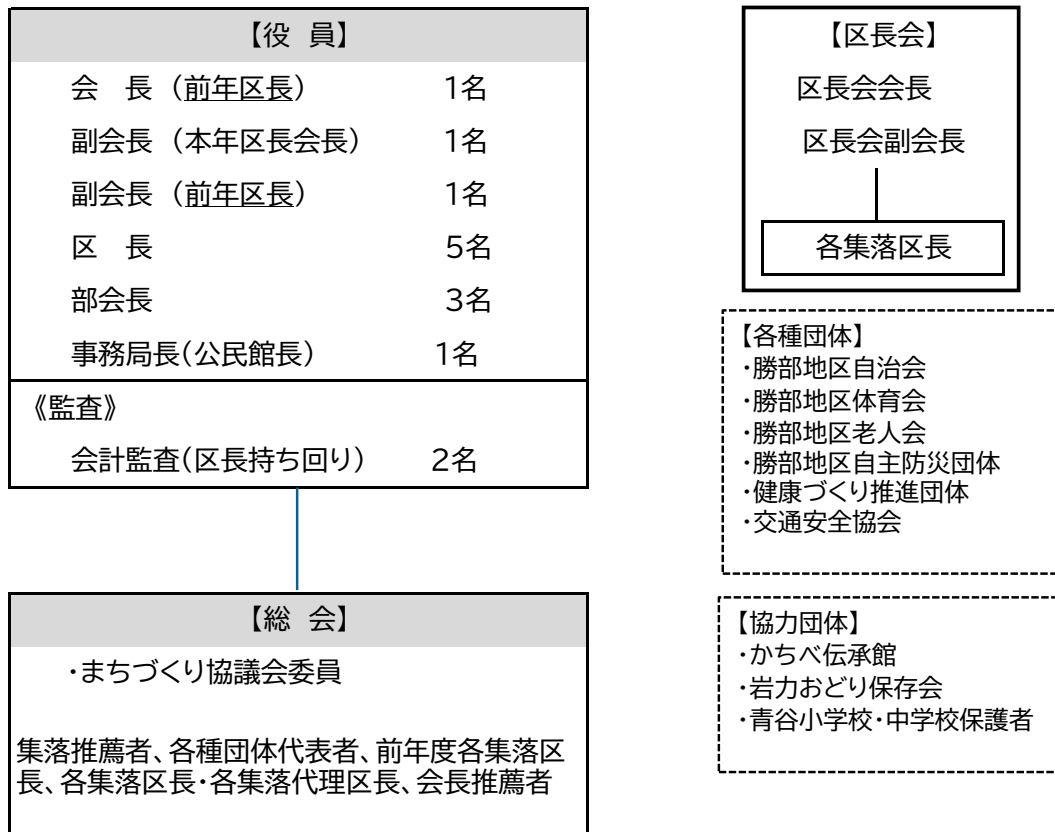 【役 員】
会 長 (前年区長) 1名
副会長 (本年区長会長) 1名
副会長 (前年区長) 1名
区 長 5名
部会長 3名
事務局長(公民館長) 1名
《監査》
会計監査(区長持ち回り) 2名
【総 会】
・まちづくり協議会委員
集落推薦者、各種団体代表者、前年度各集落区
長、各集落区長・各集落代理区長、会長推薦者
【区長会】
区長会会長
区長会副会長
各集落区長
【各種団体】
・勝部地区自治会
・勝部地区体育会
・勝部地区老人会
・勝部地区自主防災団体
・健康づくり推進団体
・交通安全協会
【協力団体】
・かちべ伝承館
・岩力おどり保存会
・青谷小学校・中学校保護者